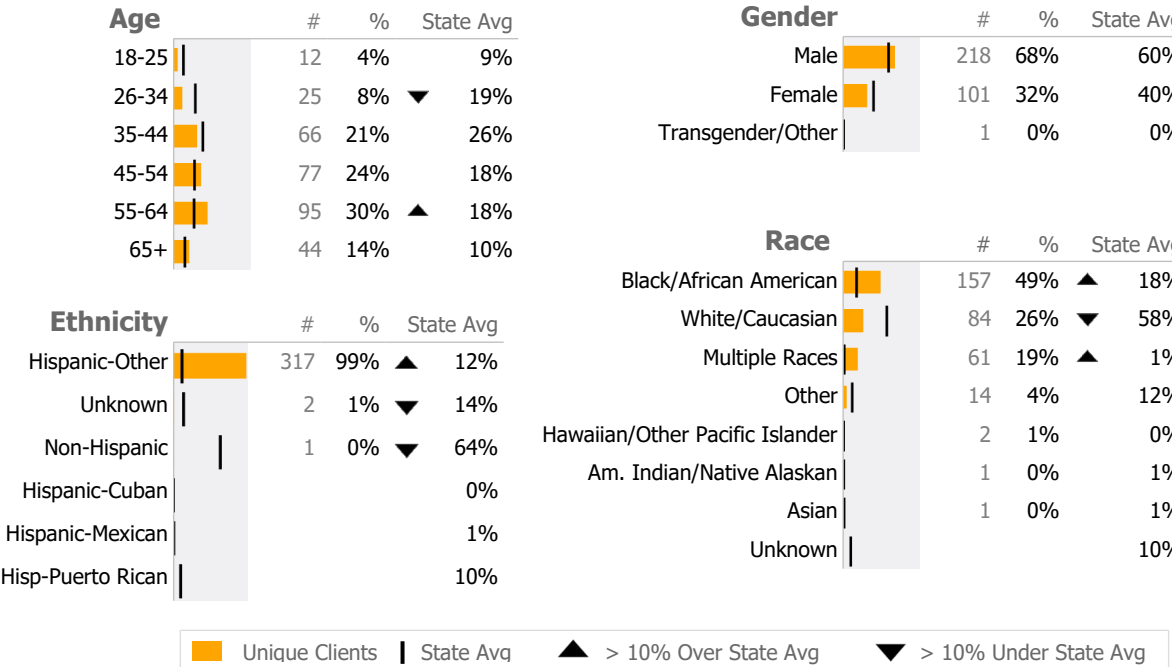 Age # % State Avg
18-25 12 4% 9%
26-34 25 8% ▼ 19%
35-44 66 21% 26%
45-54 77 24% 18%
55-64 95 30% ▲ 18%
65+ 44 14% 10%
Ethnicity # % State Avg
Hispanic-Other 317 99% ▲ 12%
Unknown 2 1% ▼ 14%
Non-Hispanic 1 0% ▼ 64%
Hispanic-Cuban 0%
Hispanic-Mexican 1%
Hisp-Puerto Rican 10%
Gender # % State Avg
Male 218 68% 60%
Female 101 32% 40%
Transgender/Other 1 0% 0%
Race # % State Avg
Black/African American 157 49% ▲ 18%
White/Caucasian 84 26% ▼ 58%
Multiple Races 61 19% ▲ 1%
Other 14 4% 12%
Hawaiian/Other Pacific Islander 2 1% 0%
Am. Indian/Native Alaskan 1 0% 1%
Asian 1 0% 1%
Unknown 10%
Unique Clients | State Avg ▲ > 10% Over State Avg ▼ > 10% Under State Avg